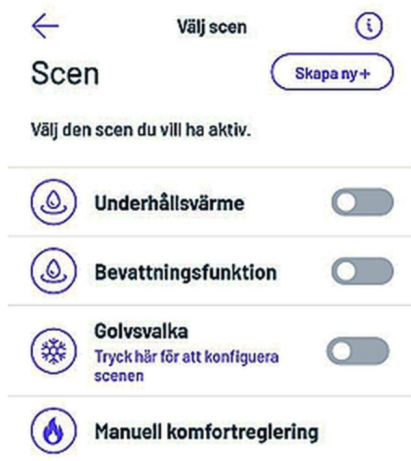 Välj scen
Scen
Skapa ny+
Välj den scen du vill ha aktiv.
Underhållsvärme
Bevattningsfunktion
Golvsvalka
Tryck här för att konfiguera
scenen
Manuell komfortreglering